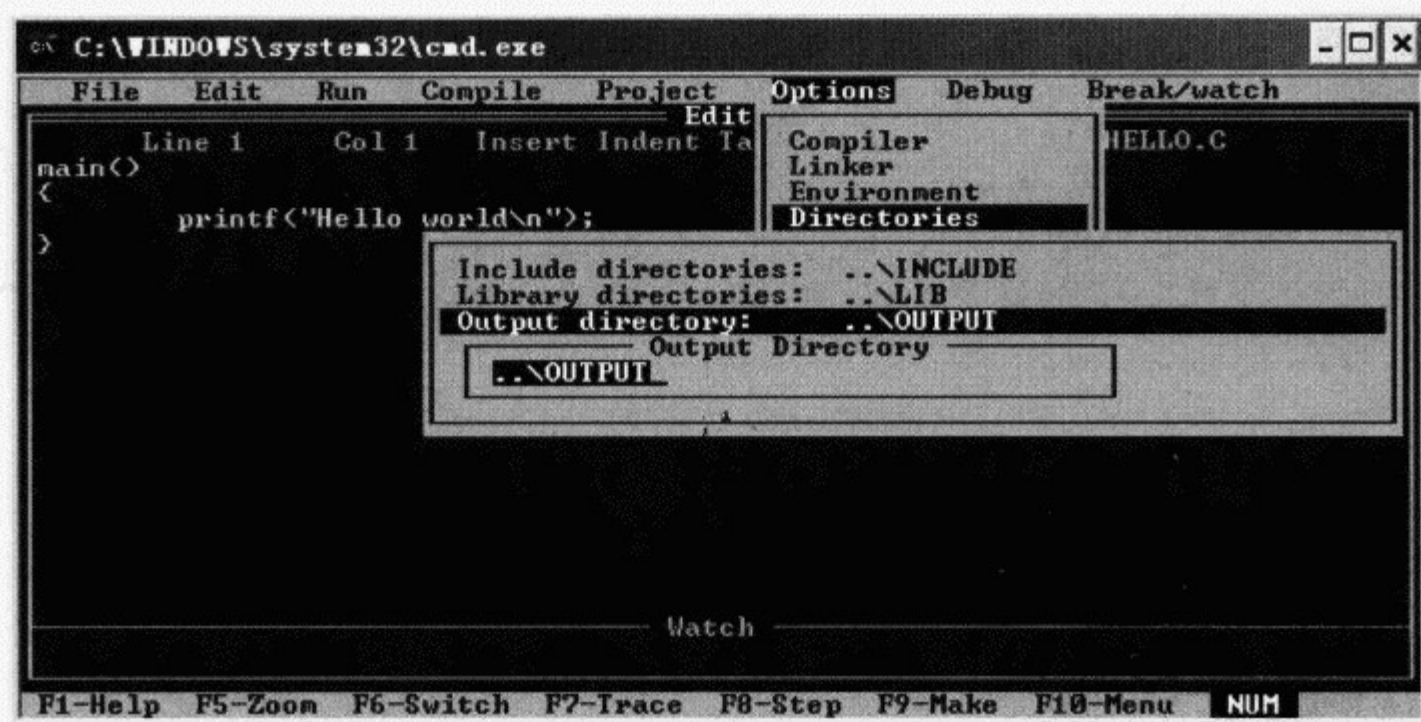 C:\WINDOWS\system32\cmd.exe
File Edit Run Compile Project Options Debug Break/watch
Edit
Line 1 Col 1 Insert Indent Ta HELLO.C
Compiler
Linker
Environment
Directories
main()
{
printf("Hello world\n");
}
Include directories: ..\INCLUDE
Library directories: ..\LIB
Output directory: ..\OUTPUT
Output Directory
..\OUTPUT_
Watch
F1-Help F5-Zoom F6-Switch F7-Trace F8-Step F9-Make F10-Menu NUM